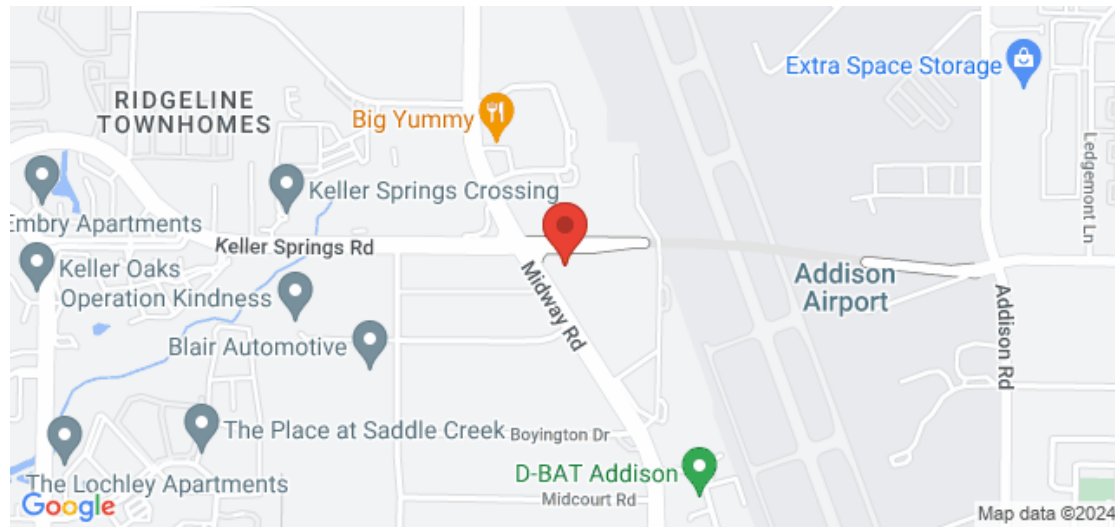 Extra Space Storage
RIDGELINE
TOWNHOMES
Big Yummy
Ledgemont Ln
Keller Springs Crossing
Embry Apartments
Keller Springs Rd
Keller Oaks
Addison
Airport
Operation Kindness
Midway Rd
Addison Rd
Blair Automotive
The Place at Saddle Creek
Boyington Dr
D-BAT Addison
The Lochley Apartments
Midcourt Rd
Google
Map data ©2024